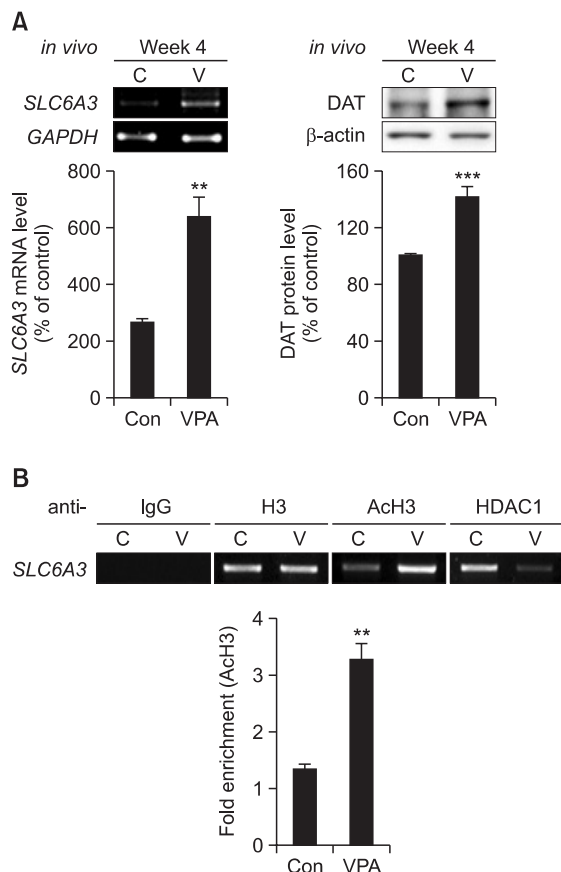 A
in vivo Week 4
C V
SLC6A3
GAPDH
800
600
400
200
0
SLC6A3 mRNA level
(% of control)
**
Con VPA
in vivo Week 4
C V
DAT
β-actin
160
120
80
40
0
DAT protein level
(% of control)
***
Con VPA
B
anti- IgG H3 AcH3 HDAC1
C V C V C V C V
SLC6A3
4
3
2
1
0
Fold enrichment (AcH3)
**
Con VPA